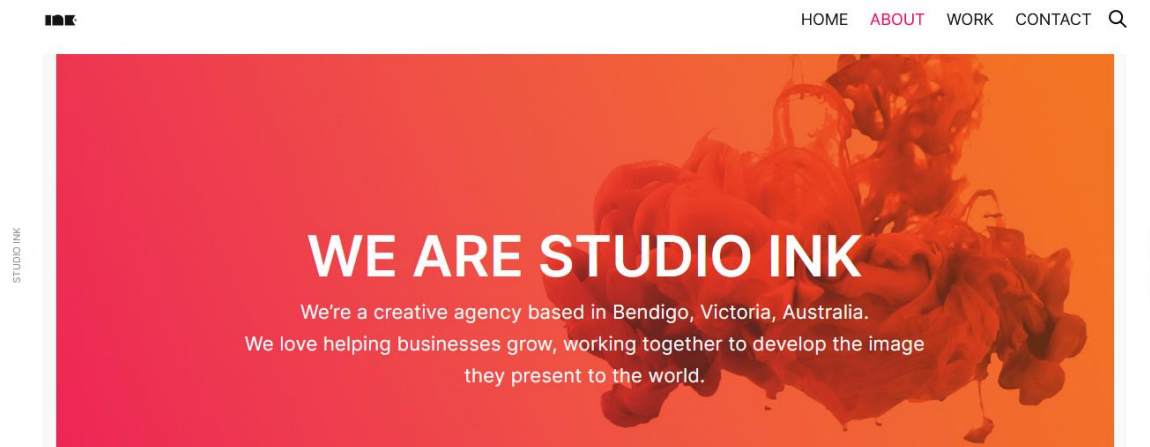 INK
HOME ABOUT WORK CONTACT
STUDIO INK
WE ARE STUDIO INK
We're a creative agency based in Bendigo, Victoria, Australia.
We love helping businesses grow, working together to develop the image
they present to the world.